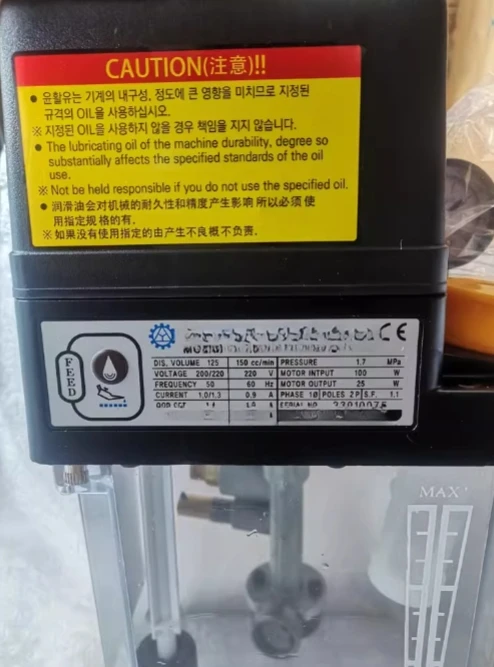 CAUTION(注意)!!
● 윤활유는 기계의 내구성, 정도에 큰 영향을 미치므로 지정된
규격의 OIL을 사용하십시오.
※ 지정된 OIL을 사용하지 않을 경우 책임을 지지 않습니다.
● The lubricating oil of the machine durability, degree so
substantially affects the specified standards of the oil
use.
※ Not be held responsible if you do not use the specified oil.
● 润滑油会对机械的耐久性和精度产生影响 所以必须 使
用指定规格的有.
※ 如果没有使用指定的由产生不良概不负责.
FEED
CE
DIS. VOLUME 125 150 cc/min PRESSURE 1.7 MPa
VOLTAGE 200/220 220 V MOTOR INTPUT 100 W
FREQUENCY 50 60 Hz MOTOR OUTPUT 25 W
CURRENT 1.0/1.3 0.9 A PHASE 1Ø POLES 2P S.F. 1.1
MAX